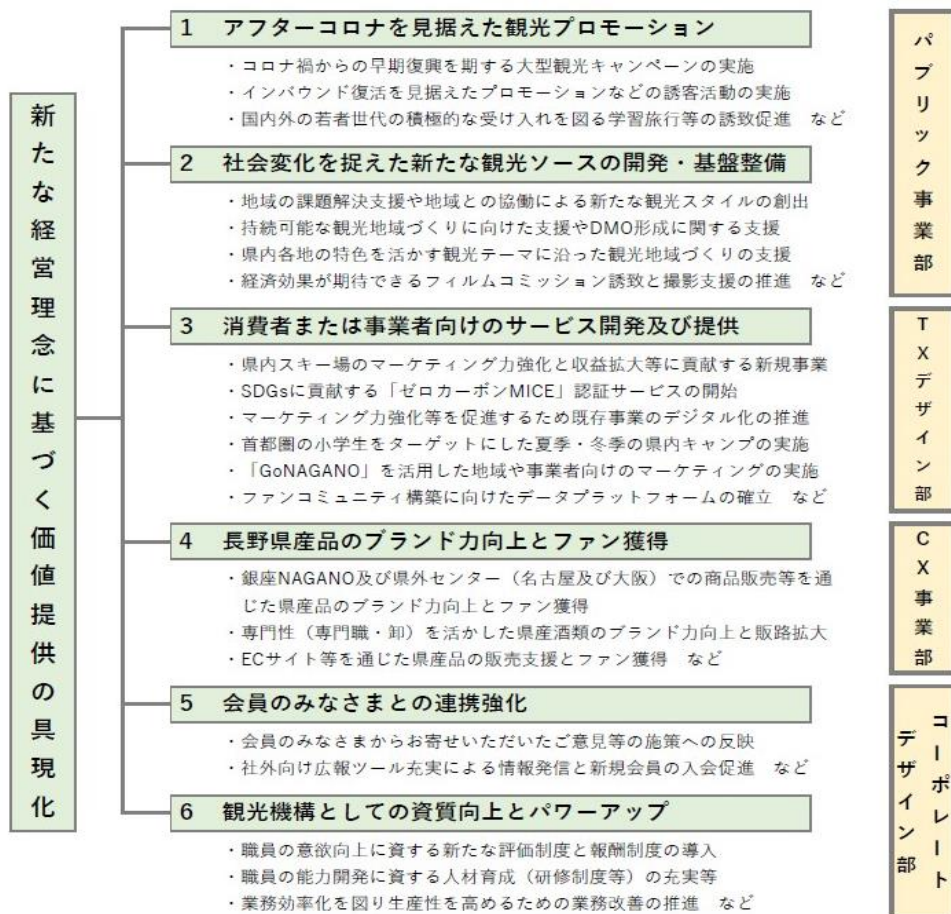 新たな経営理念に基づく価値提供の具現化
1 アフターコロナを見据えた観光プロモーション
・コロナ禍からの早期復興を期する大型観光キャンペーンの実施
・インバウンド復活を見据えたプロモーションなどの誘客活動の実施
・国内外の若者世代の積極的な受け入れを図る学習旅行等の誘致促進 など
2 社会変化を捉えた新たな観光ソースの開発・基盤整備
・地域の課題解決支援や地域との協働による新たな観光スタイルの創出
・持続可能な観光地域づくりに向けた支援やDMO形成に関する支援
・県内各地の特色を活かす観光テーマに沿った観光地域づくりの支援
・経済効果が期待できるフィルムコミッション誘致と撮影支援の推進 など
パブリック事業部
3 消費者または事業者向けのサービス開発及び提供
・県内スキー場のマーケティング力強化と収益拡大等に貢献する新規事業
・SDGsに貢献する「ゼロカーボンMICE」認証サービスの開始
・マーケティング力強化等を促進するため既存事業のデジタル化の推進
・首都圏の小学生をターゲットにした夏季・冬季の県内キャンプの実施
・「GoNAGANO」を活用した地域や事業者向けのマーケティングの実施
・ファンコミュニティ構築に向けたデータプラットフォームの確立 など
TXデザイン部
4 長野県産品のブランド力向上とファン獲得
・銀座NAGANO及び県外センター（名古屋及び大阪）での商品販売等を通
じた県産品のブランド力向上とファン獲得
・専門性（専門職・卸）を活かした県産酒類のブランド力向上と販路拡大
・ECサイト等を通じた県産品の販売支援とファン獲得 など
CX事業部
5 会員のみなさまとの連携強化
・会員のみなさまからお寄せいただいたご意見等の施策への反映
・社外向け広報ツール充実による情報発信と新規会員の入会促進 など
6 観光機構としての資質向上とパワーアップ
・職員の意欲向上に資する新たな評価制度と報酬制度の導入
・職員の能力開発に資する人材育成（研修制度等）の充実等
・業務効率化を図り生産性を高めるための業務改善の推進 など
コーポレート
デザイン部